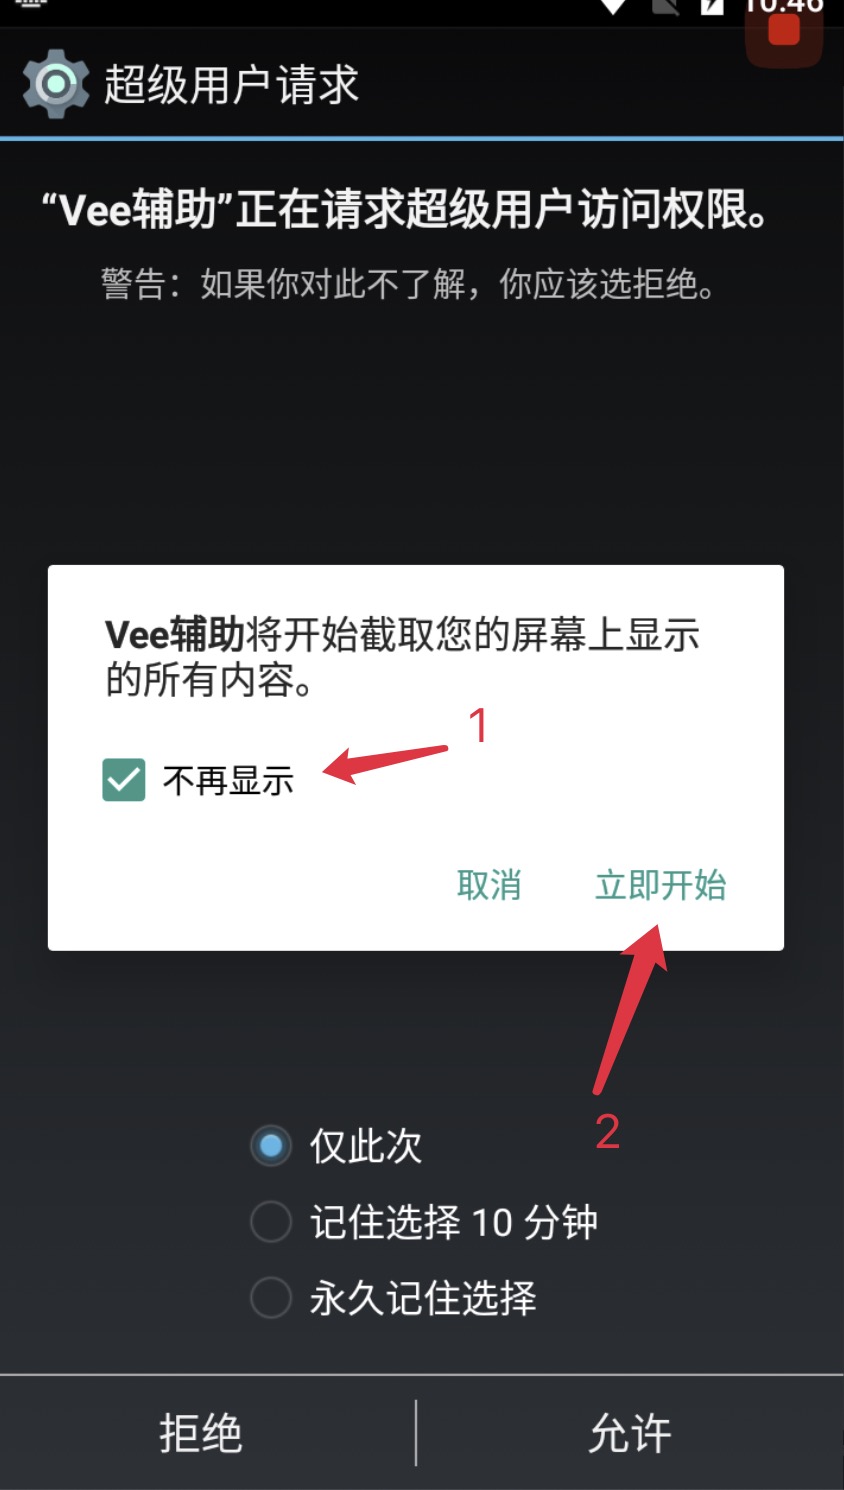 10:46
超级用户请求
“Vee辅助”正在请求超级用户访问权限。
警告：如果你对此不了解，你应该选拒绝。
Vee辅助将开始截取您的屏幕上显示
的所有内容。
1
不再显示
取消 立即开始
2
仅此次
记住选择 10 分钟
永久记住选择
拒绝 允许